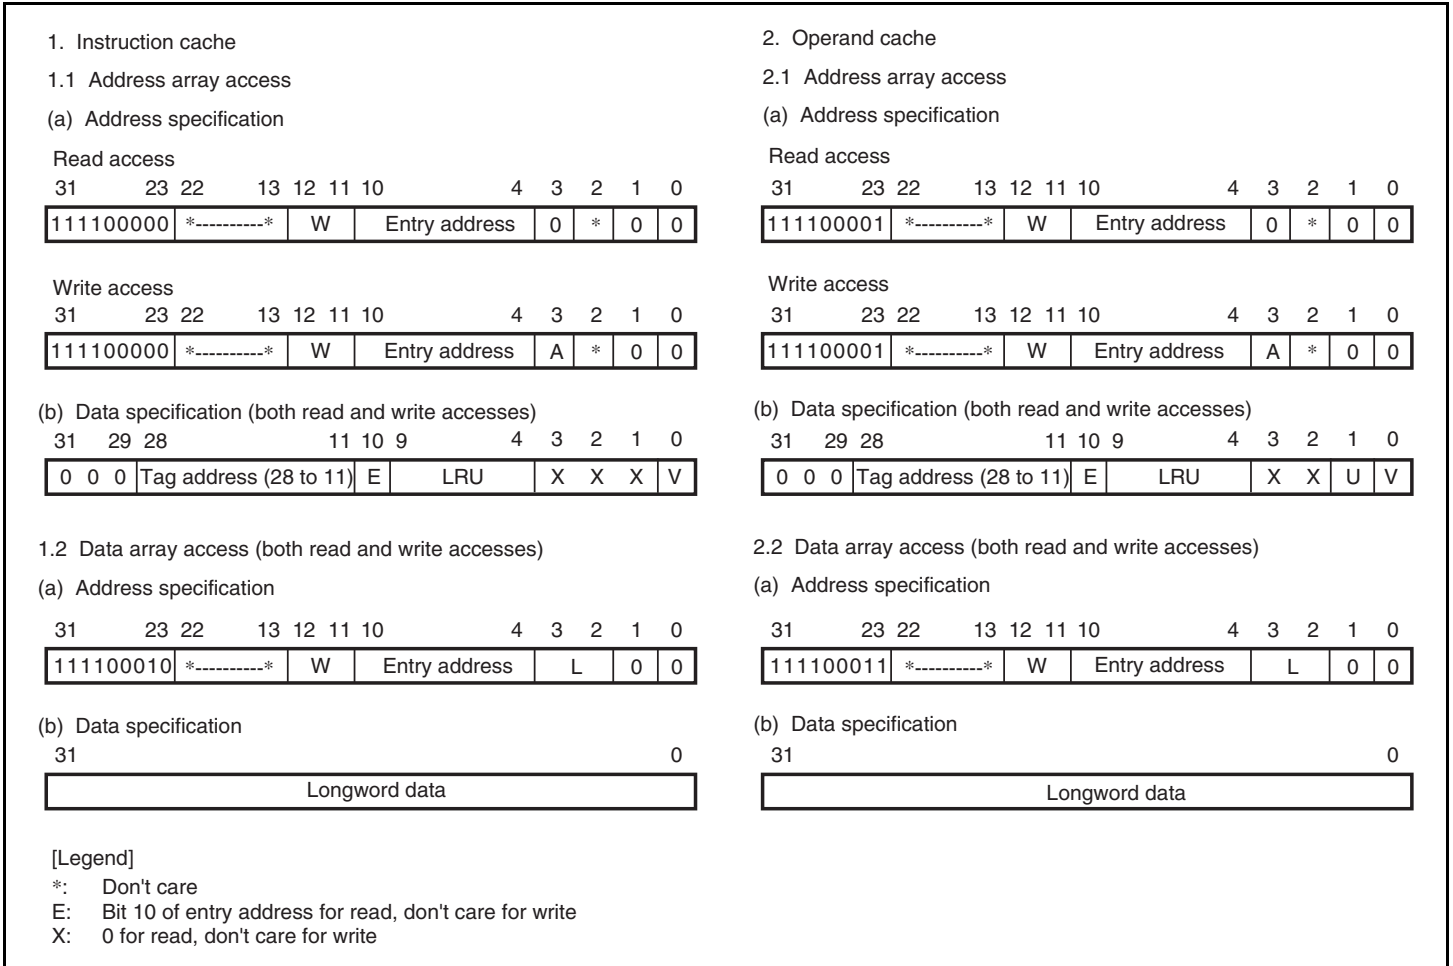 1. Instruction cache
1.1 Address array access
(a) Address specification
Read access
31 23 22 13 12 11 10 4 3 2 1 0
111100000 *----------* W Entry address 0 * 0 0
Write access
31 23 22 13 12 11 10 4 3 2 1 0
111100000 *----------* W Entry address A * 0 0
(b) Data specification (both read and write accesses)
31 29 28 11 10 9 4 3 2 1 0
0 0 0 Tag address (28 to 11) E LRU X X X V
1.2 Data array access (both read and write accesses)
(a) Address specification
31 23 22 13 12 11 10 4 3 2 1 0
111100010 *----------* W Entry address L 0 0
(b) Data specification
31 0
Longword data
2. Operand cache
2.1 Address array access
(a) Address specification
Read access
31 23 22 13 12 11 10 4 3 2 1 0
111100001 *----------* W Entry address 0 * 0 0
Write access
31 23 22 13 12 11 10 4 3 2 1 0
111100001 *----------* W Entry address A * 0 0
(b) Data specification (both read and write accesses)
31 29 28 11 10 9 4 3 2 1 0
0 0 0 Tag address (28 to 11) E LRU X X U V
2.2 Data array access (both read and write accesses)
(a) Address specification
31 23 22 13 12 11 10 4 3 2 1 0
111100011 *----------* W Entry address L 0 0
(b) Data specification
31 0
Longword data
[Legend]
*: Don't care
E: Bit 10 of entry address for read, don't care for write
X: 0 for read, don't care for write